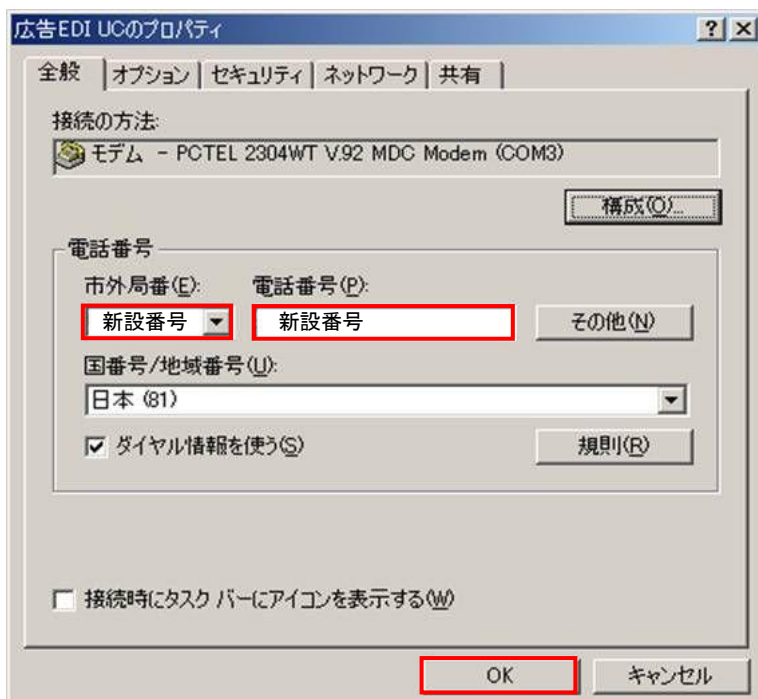 広告EDI UCのプロパティ
全般 オプション セキュリティ ネットワーク 共有
接続の方法:
モデム - PCTEL 2304WT V.92 MDC Modem (COM3)
構成(O)...
電話番号
市外局番(E): 電話番号(P):
新設番号 新設番号 その他(N)
国番号/地域番号(U):
日本 (81)
ダイヤル情報を使う(S) 規則(R)
接続時にタスク バーにアイコンを表示する(W)
OK キャンセル